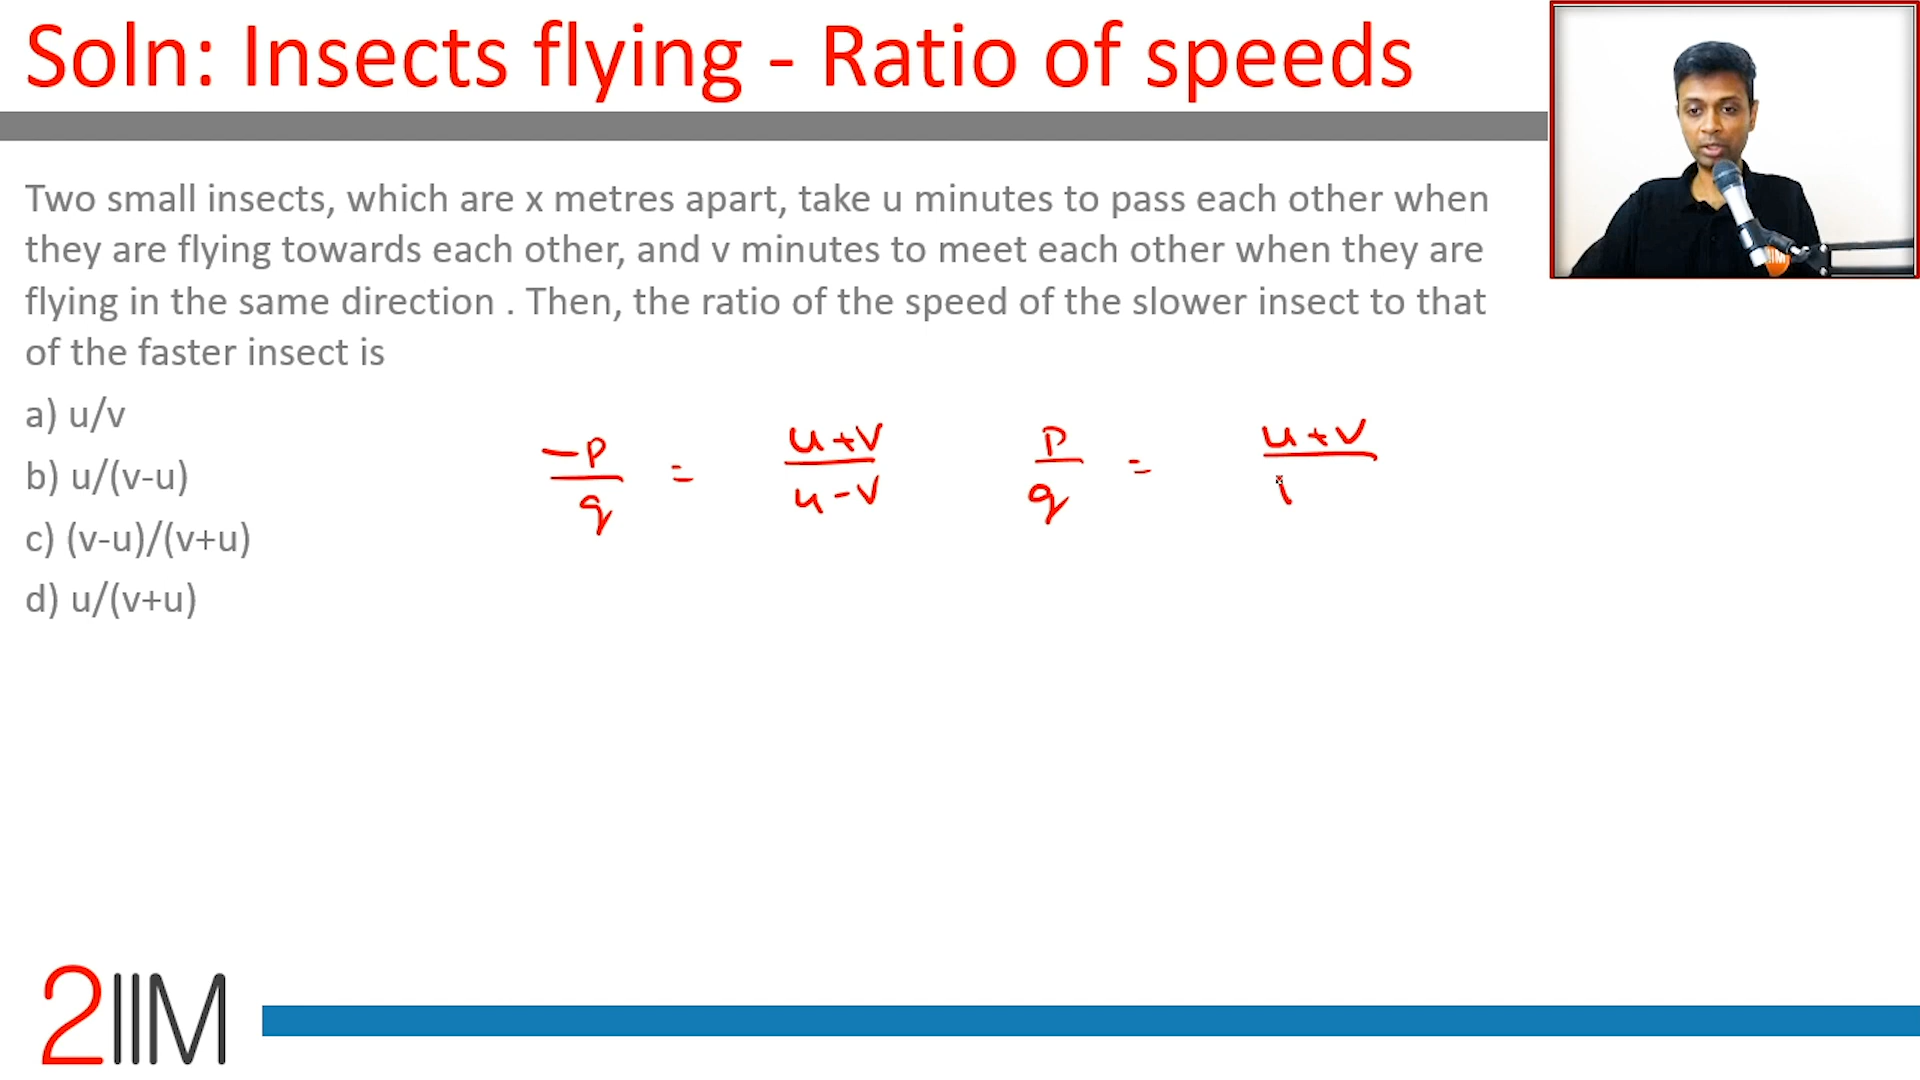 Soln: Insects flying - Ratio of speeds
Two small insects, which are x metres apart, take u minutes to pass each other when
they are flying towards each other, and v minutes to meet each other when they are
flying in the same direction . Then, the ratio of the speed of the slower insect to that
of the faster insect is
a) u/v
b) u/(v-u)
c) (v-u)/(v+u)
d) u/(v+u)
-p/q = u+v/u-v
p/q = u+v/
2IIM